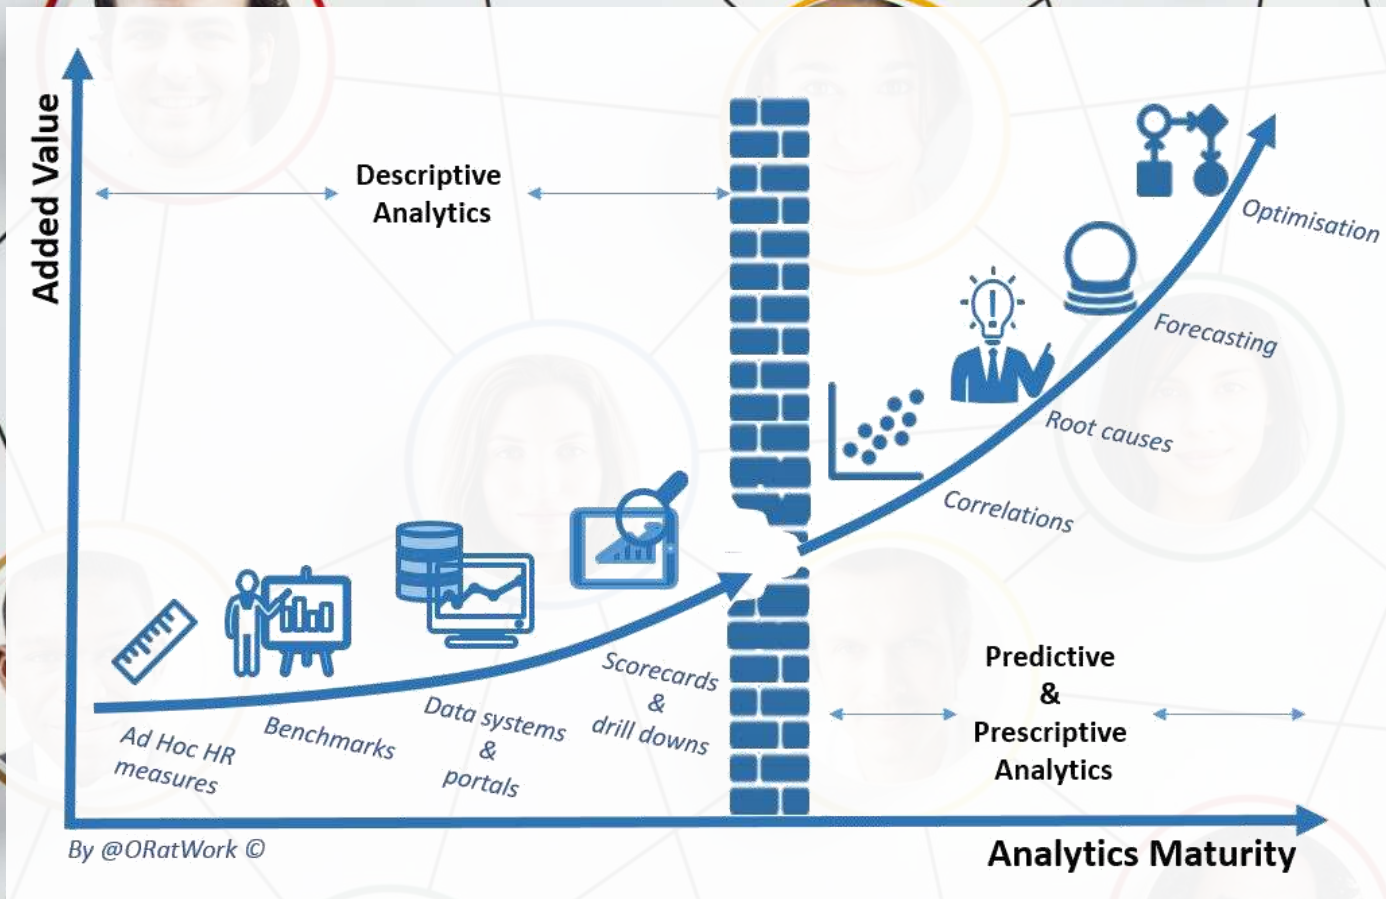 Added Value
Descriptive
Analytics
Optimisation
Forecasting
Root causes
Correlations
Scorecards
&
drill downs
Data systems
&
portals
Benchmarks
Ad Hoc HR
measures
Predictive
&
Prescriptive
Analytics
By @ORatWork ©
Analytics Maturity